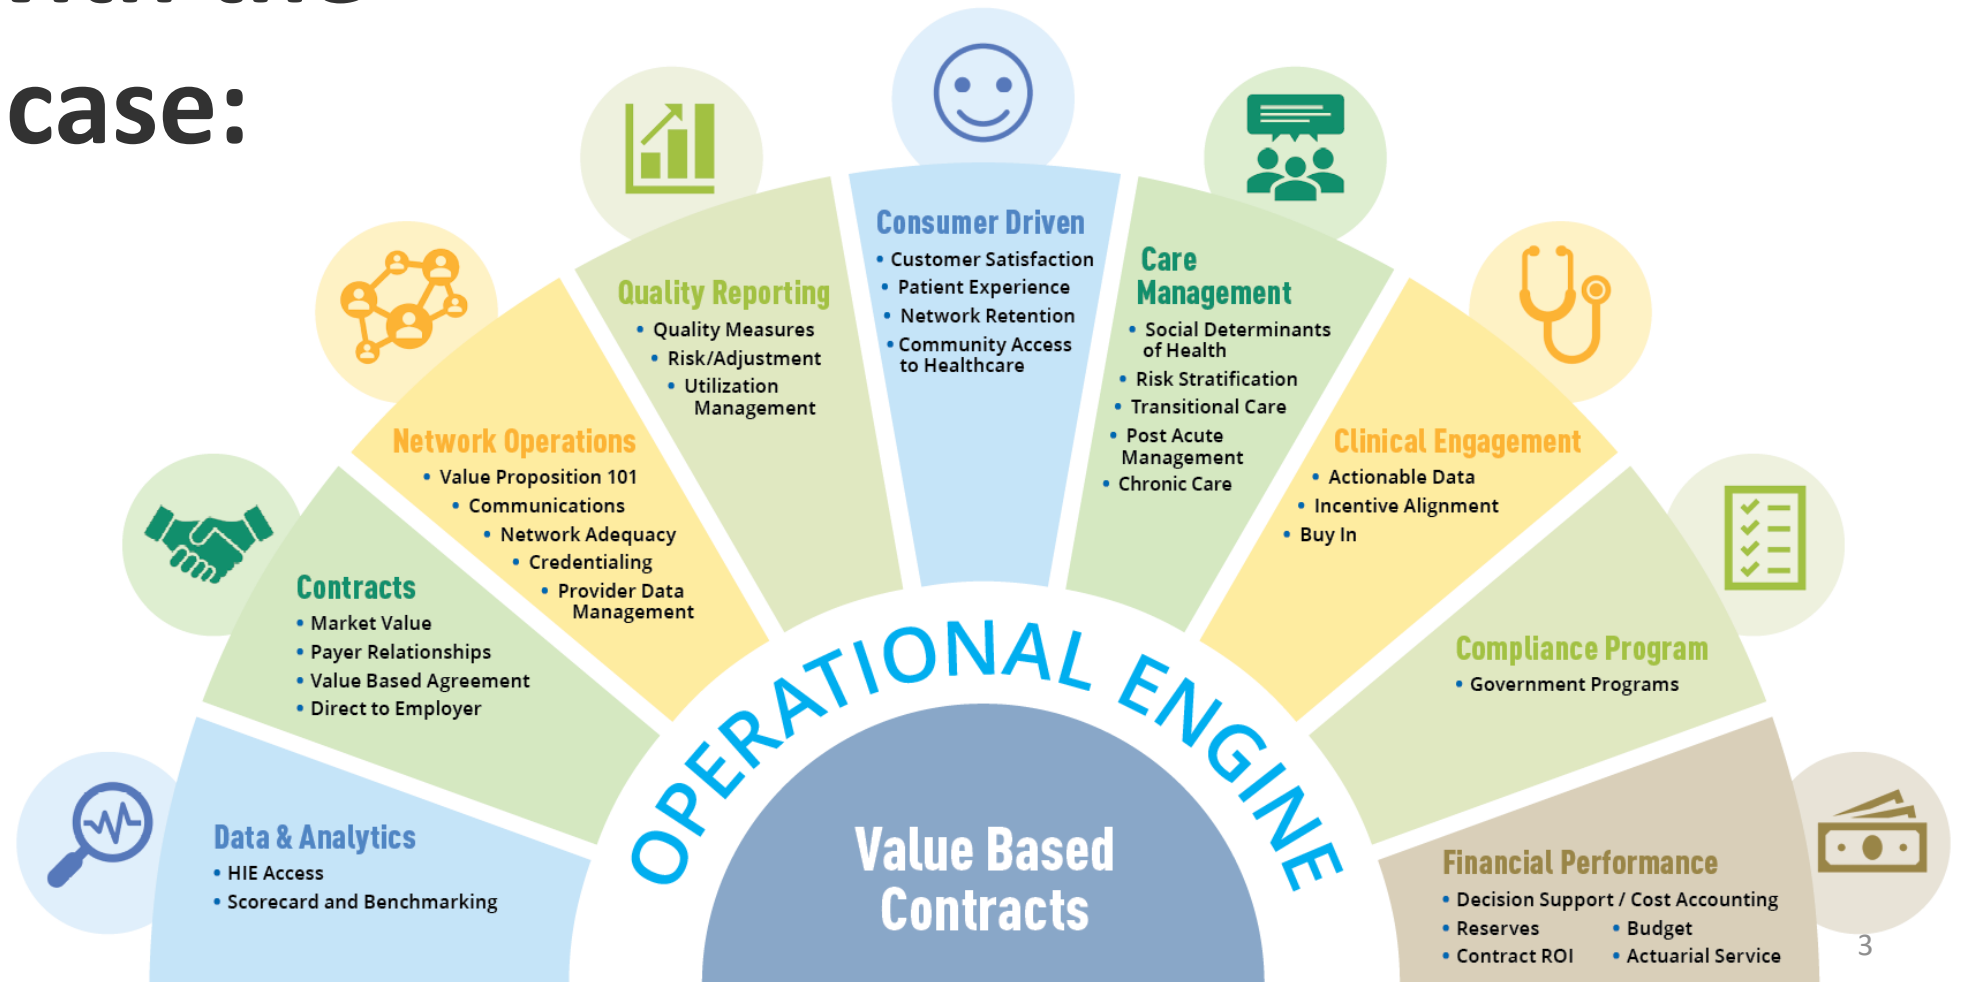 case:
Consumer Driven
• Customer Satisfaction
• Patient Experience
• Network Retention
• Community Access
to Healthcare
Quality Reporting
• Quality Measures
• Risk/Adjustment
• Utilization
Management
Care
Management
• Social Determinants
of Health
• Risk Stratification
• Transitional Care
• Post Acute
Management
• Chronic Care
Network Operations
• Value Proposition 101
• Communications
• Network Adequacy
• Credentialing
• Provider Data
Management
Clinical Engagement
• Actionable Data
• Incentive Alignment
• Buy In
Contracts
• Market Value
• Payer Relationships
• Value Based Agreement
• Direct to Employer
Compliance Program
• Government Programs
Data & Analytics
• HIE Access
• Scorecard and Benchmarking
OPERATIONAL ENGINE
Value Based
Contracts
Financial Performance
• Decision Support / Cost Accounting
• Reserves
• Budget
• Contract ROI
• Actuarial Service
3